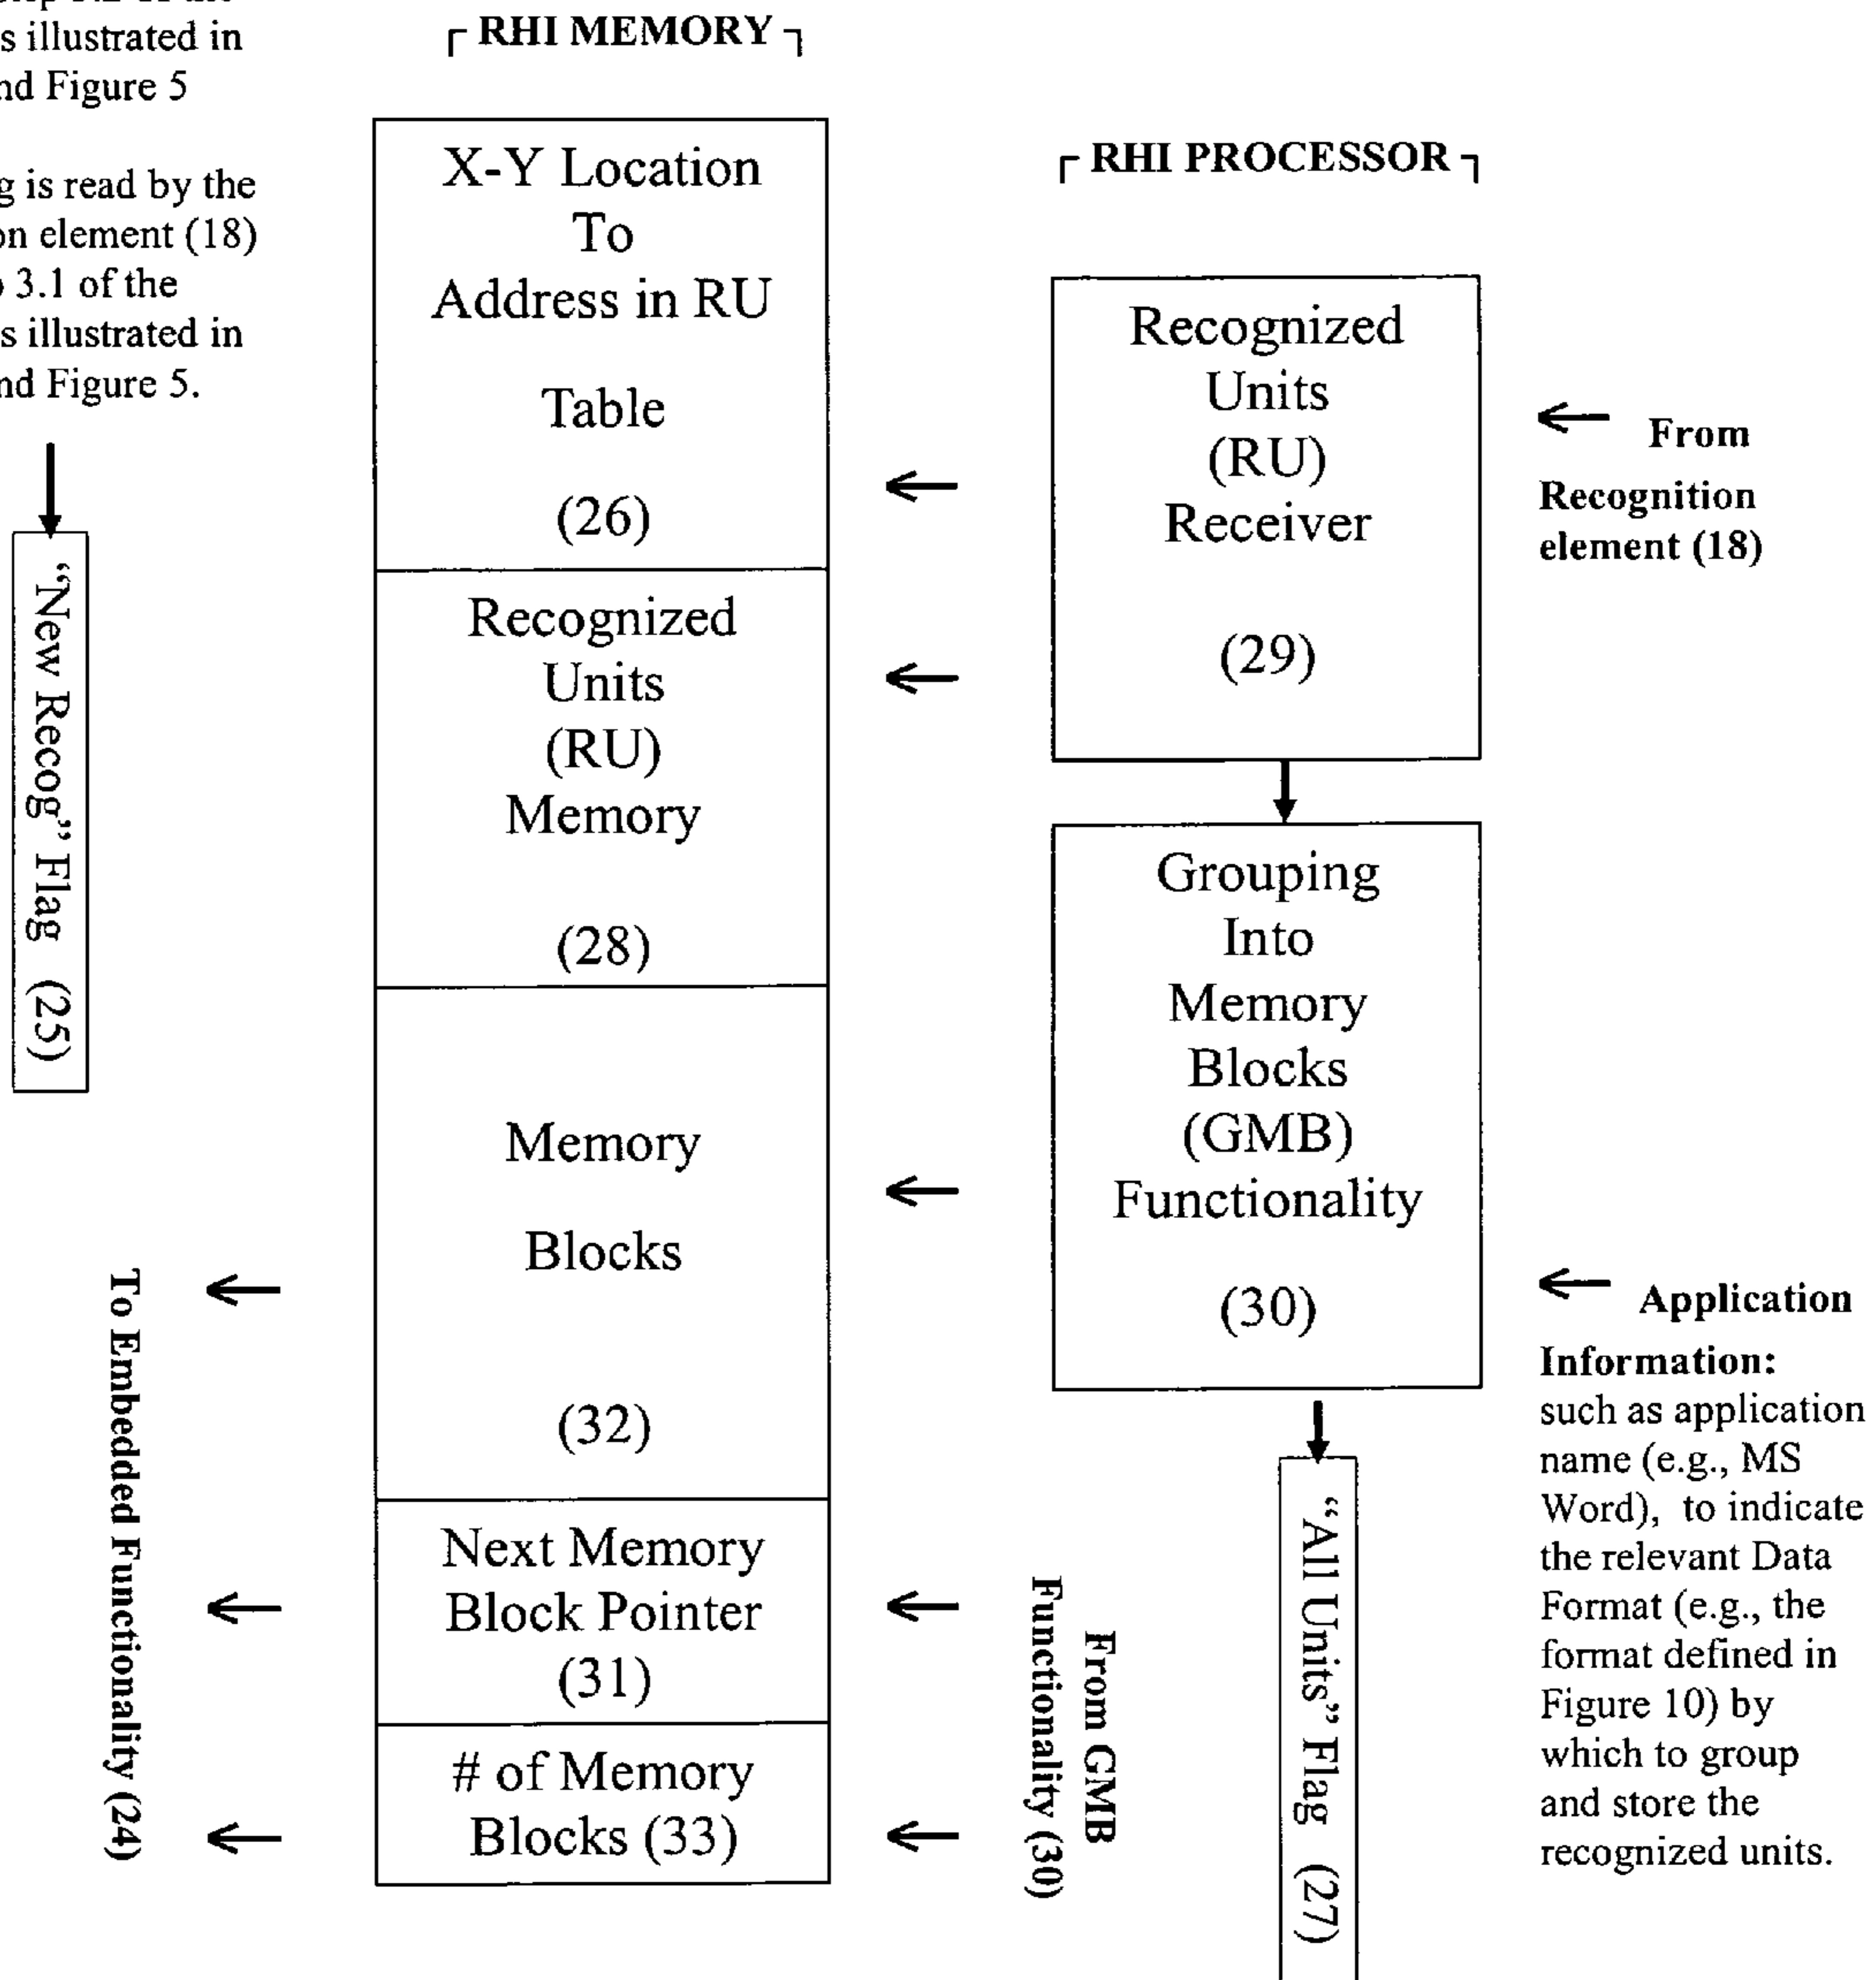 s illustrated in
nd Figure 5
g is read by the
on element (18)
3.1 of the
s illustrated in
nd Figure 5.
"New Recog" Flag (25)
To Embedded Functionality (24)
RHI MEMORY
X-Y Location
To
Address in RU
Table
(26)
Recognized
Units
(RU)
Memory
(28)
Memory
Blocks
(32)
Next Memory
Block Pointer
(31)
# of Memory
Blocks (33)
RHI PROCESSOR
Recognized
Units
(RU)
Receiver
(29)
Grouping
Into
Memory
Blocks
(GMB)
Functionality
(30)
From GMB
Functionality (30)
"All Units" Flag (27)
From
Recognition
element (18)
Application
Information:
such as application
name (e.g., MS
Word), to indicate
the relevant Data
Format (e.g., the
format defined in
Figure 10) by
which to group
and store the
recognized units.